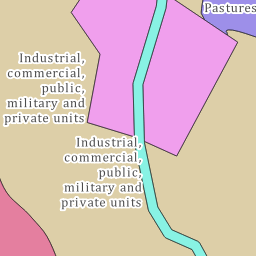 Pastures
Industrial,
commercial,
public,
military and
private units
Industrial,
commercial,
public,
military and
private units